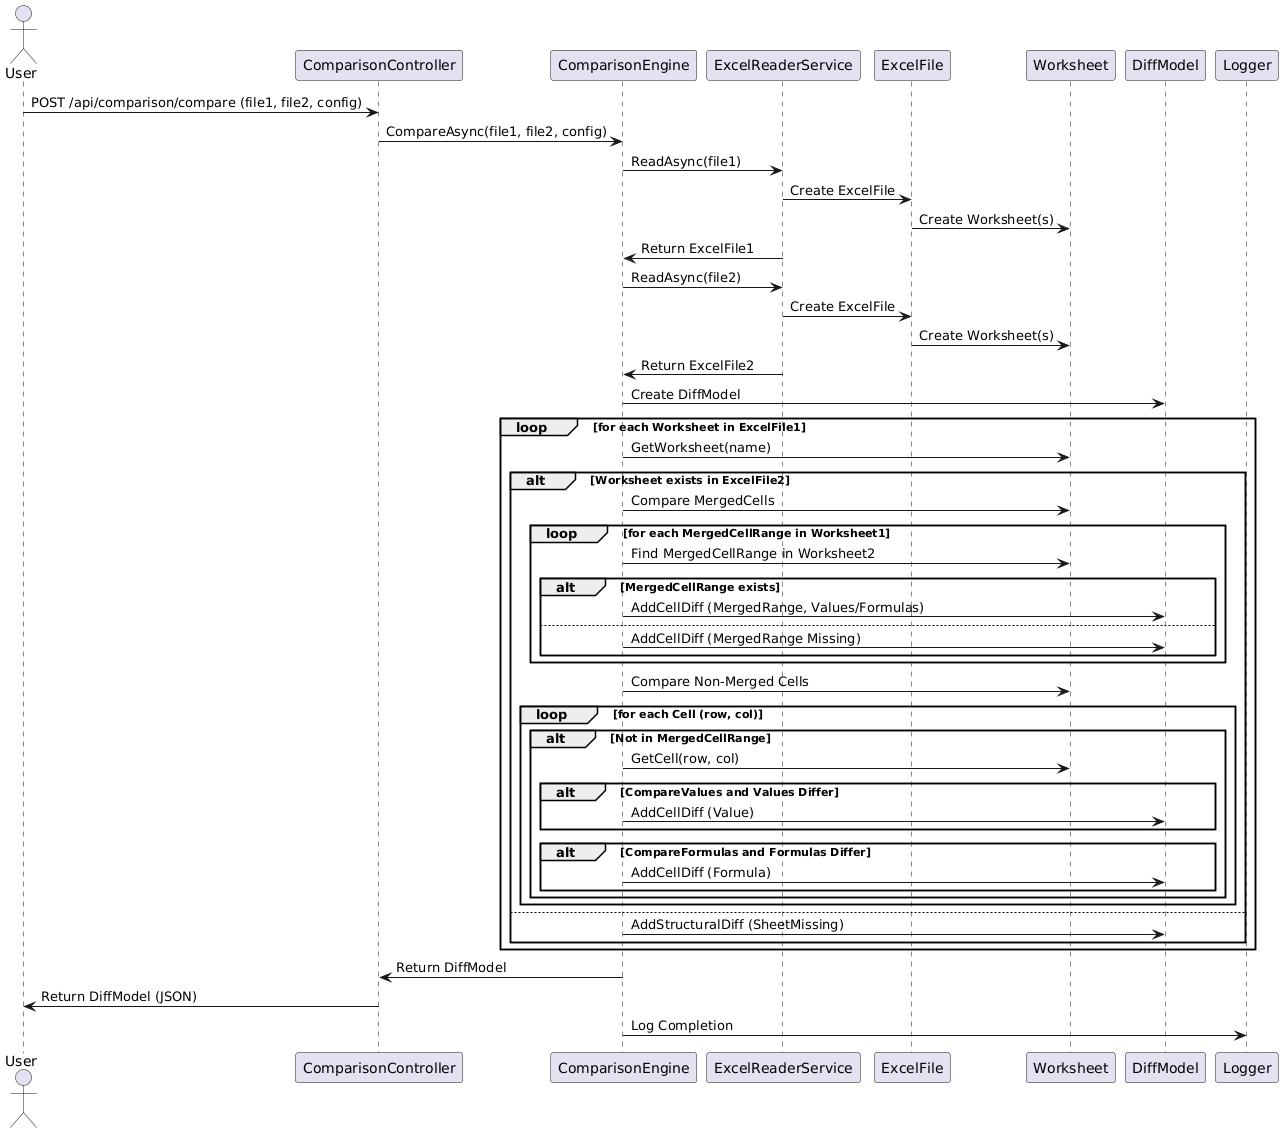 User
ComparisonController
ComparisonEngine
ExcelReaderService
ExcelFile
Worksheet
DiffModel
Logger
POST /api/comparison/compare (file1, file2, config)
CompareAsync(file1, file2, config)
ReadAsync(file1)
Create ExcelFile
Create Worksheet(s)
Return ExcelFile1
ReadAsync(file2)
Create ExcelFile
Create Worksheet(s)
Return ExcelFile2
Create DiffModel
loop [for each Worksheet in ExcelFile1]
GetWorksheet(name)
alt [Worksheet exists in ExcelFile2]
Compare MergedCells
loop [for each MergedCellRange in Worksheet1]
Find MergedCellRange in Worksheet2
alt [MergedCellRange exists]
AddCellDiff (MergedRange, Values/Formulas)
AddCellDiff (MergedRange Missing)
Compare Non-Merged Cells
loop [for each Cell (row, col)]
alt [Not in MergedCellRange]
GetCell(row, col)
alt [CompareValues and Values Differ]
AddCellDiff (Value)
alt [CompareFormulas and Formulas Differ]
AddCellDiff (Formula)
AddStructuralDiff (SheetMissing)
Return DiffModel
Return DiffModel (JSON)
Log Completion
User
ComparisonController
ComparisonEngine
ExcelReaderService
ExcelFile
Worksheet
DiffModel
Logger